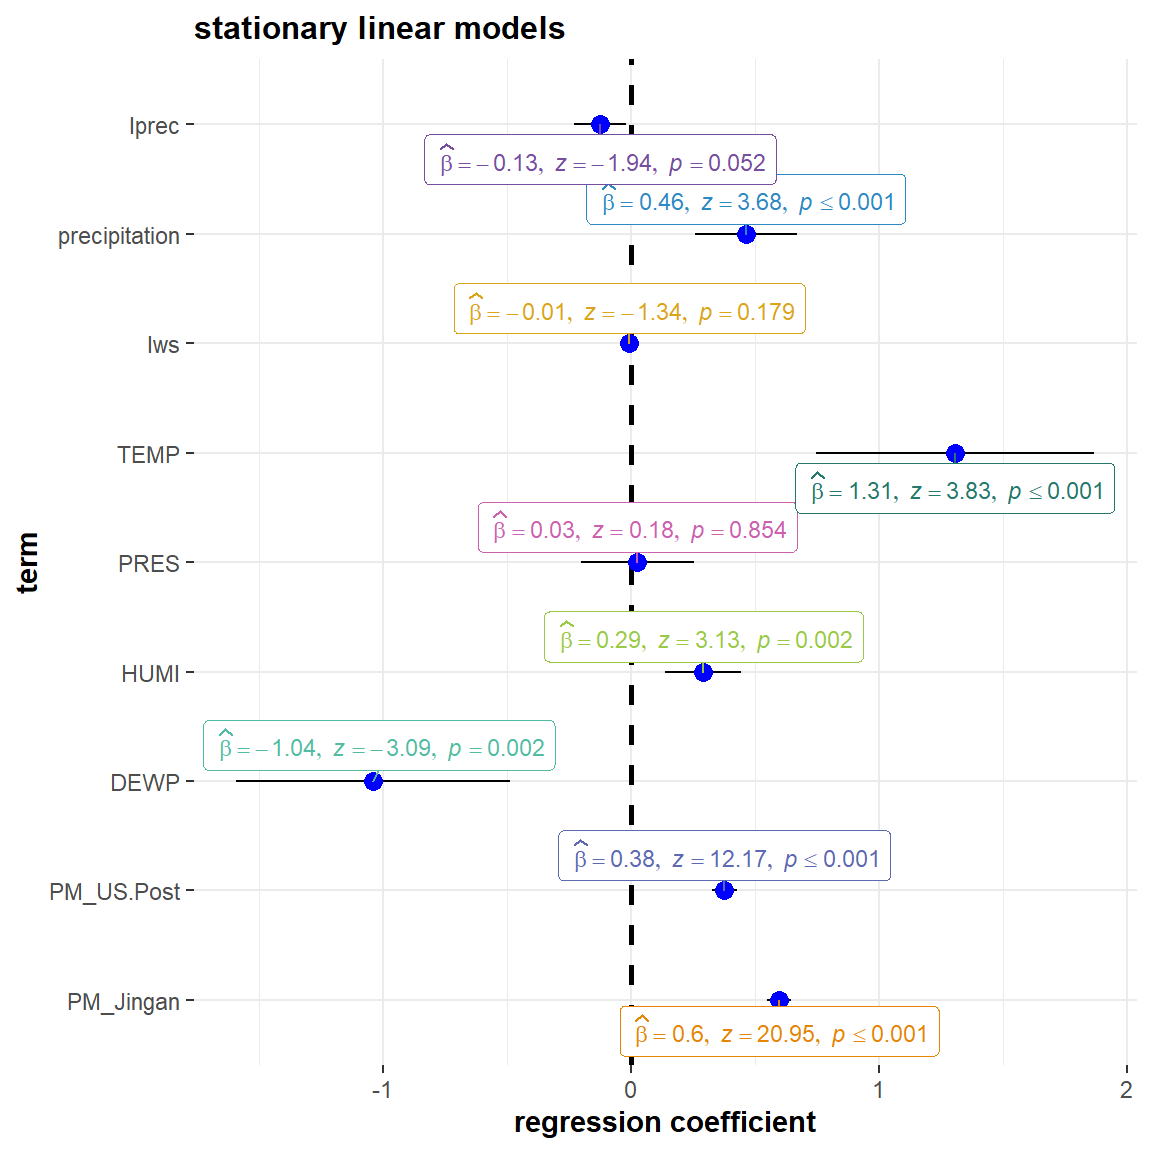 stationary linear models
Iprec
β̂ = −0.13, z = −1.94, p = 0.052
β̂ = 0.46, z = 3.68, p ≤ 0.001
precipitation
β̂ = −0.01, z = −1.34, p = 0.179
Iws
TEMP
β̂ = 1.31, z = 3.83, p ≤ 0.001
β̂ = 0.03, z = 0.18, p = 0.854
PRES
term
β̂ = 0.29, z = 3.13, p = 0.002
HUMI
β̂ = −1.04, z = −3.09, p = 0.002
DEWP
β̂ = 0.38, z = 12.17, p ≤ 0.001
PM_US.Post
PM_Jingan
β̂ = 0.6, z = 20.95, p ≤ 0.001
-1 0 1 2
regression coefficient